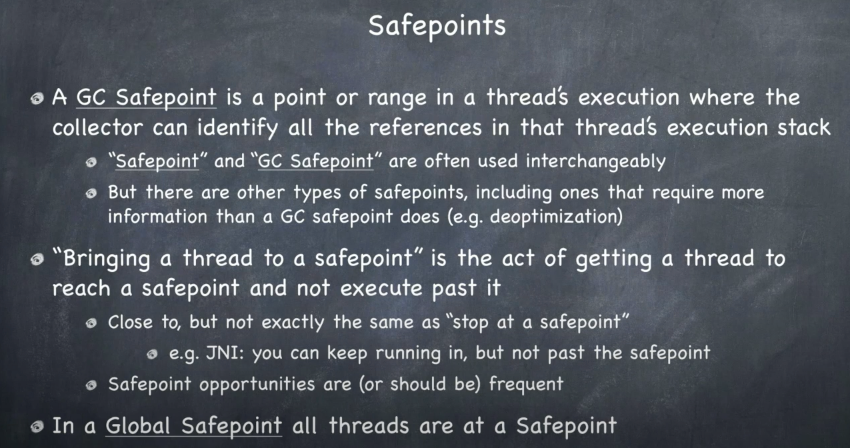 Safepoints
A GC Safepoint is a point or range in a thread's execution where the
collector can identify all the references in that thread's execution stack
"Safepoint" and "GC Safepoint" are often used interchangeably
But there are other types of safepoints, including ones that require more
information than a GC safepoint does (e.g. deoptimization)
"Bringing a thread to a safepoint" is the act of getting a thread to
reach a safepoint and not execute past it
Close to, but not exactly the same as "stop at a safepoint"
e.g. JNI: you can keep running in, but not past the safepoint
Safepoint opportunities are (or should be) frequent
In a Global Safepoint all threads are at a Safepoint